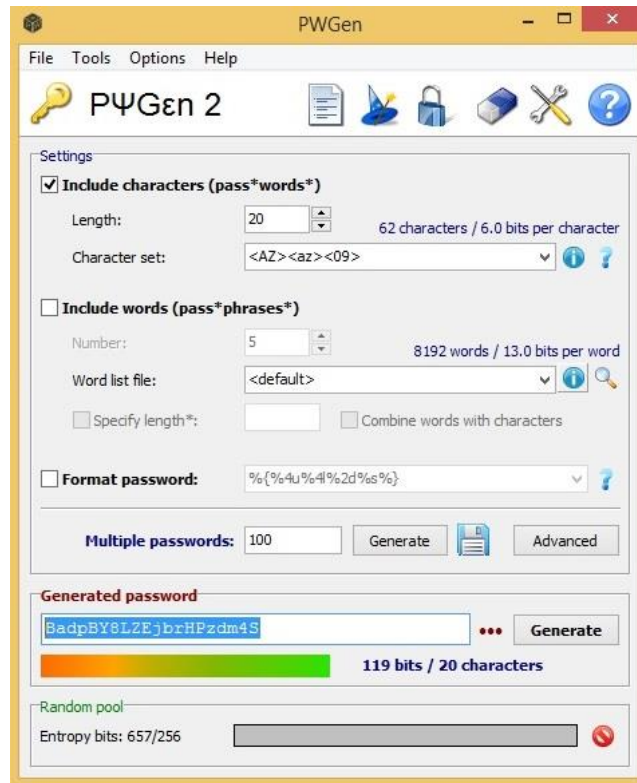 PWGen
File Tools Options Help
PΨGεn 2
Settings
Include characters (pass*words*)
Length: 20
62 characters / 6.0 bits per character
Character set: <AZ><az><09>
Include words (pass*phrases*)
Number: 5
8192 words / 13.0 bits per word
Word list file: <default>
Specify length*: Combine words with characters
Format password: %{%4u%4l%2d%s%}
Multiple passwords: 100 Generate Advanced
Generated password
BadpBY8LZEjbrHPzdm4S ••• Generate
119 bits / 20 characters
Random pool
Entropy bits: 657/256